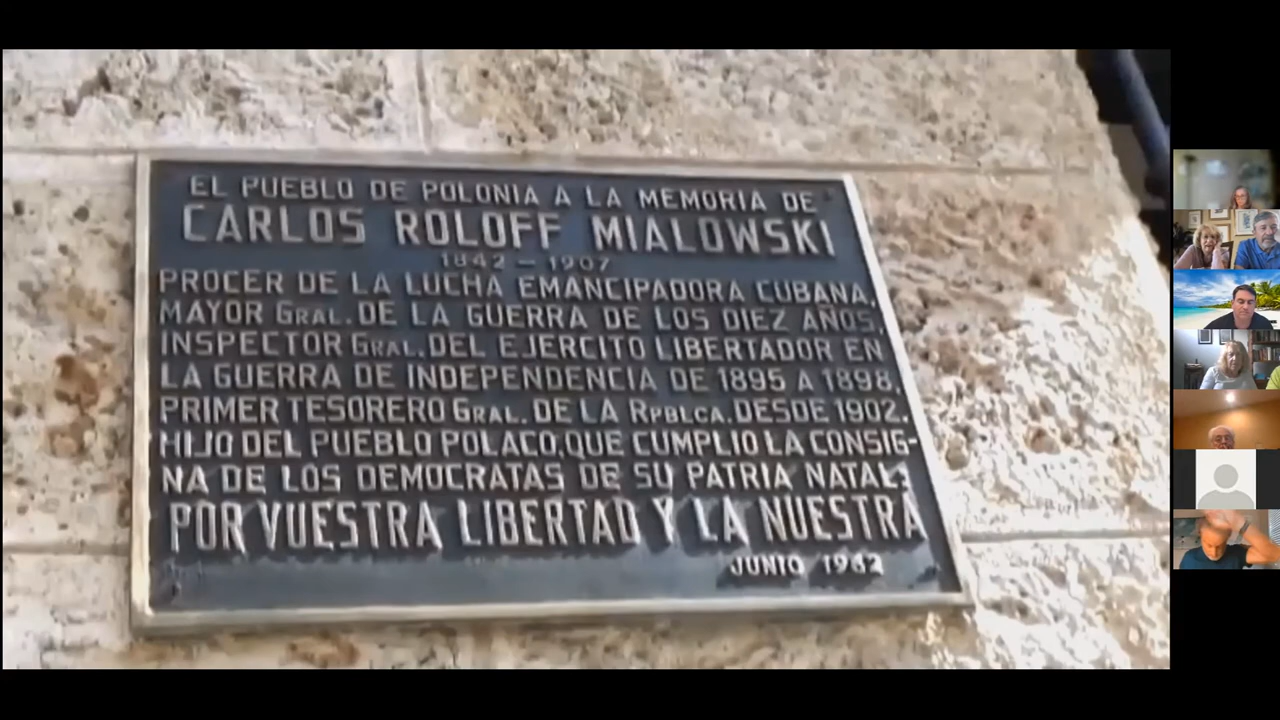 EL PUEBLO DE POLONIA A LA MEMORIA DE
CARLOS ROLOFF MIALOWSKI
1842 - 1907
PROCER DE LA LUCHA EMANCIPADORA CUBANA,
MAYOR GRAL. DE LA GUERRA DE LOS DIEZ AÑOS,
INSPECTOR GRAL. DEL EJERCITO LIBERTADOR EN
LA GUERRA DE INDEPENDENCIA DE 1895 A 1898,
PRIMER TESORERO GRAL. DE LA RPBLCA. DESDE 1902.
HIJO DEL PUEBLO POLACO, QUE CUMPLIO LA CONSIG-
NA DE LOS DEMOCRATAS DE SU PATRIA NATAL:
POR VUESTRA LIBERTAD Y LA NUESTRA
JUNIO 1962